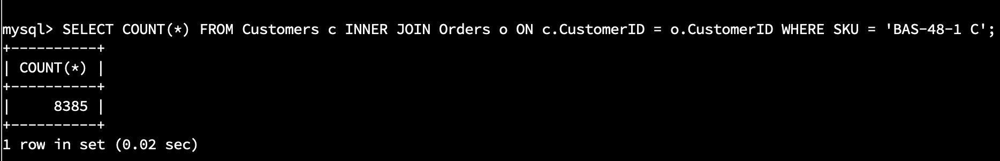 mysql> SELECT COUNT(*) FROM Customers c INNER JOIN Orders o ON c.CustomerID = o.CustomerID WHERE SKU = 'BAS-48-1 C';
+----------+
| COUNT(*) |
+----------+
|     8385 |
+----------+
1 row in set (0.02 sec)